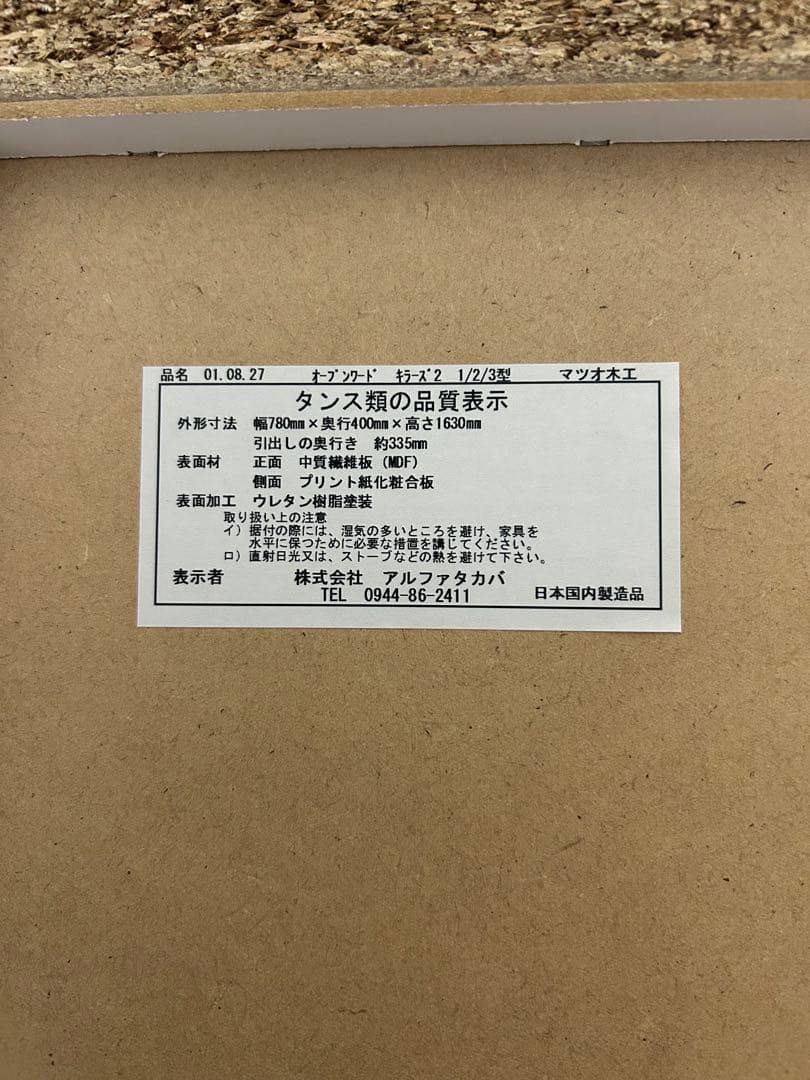 品名 01.08.27 ｵｰﾌﾟﾝﾜｰﾄﾞ ｷﾗｰｽﾞ2 1/2/3型 マツオ木工
タンス類の品質表示
外形寸法 幅780㎜×奥行400㎜×高さ1630㎜
引出しの奥行き 約335㎜
表面材 正面 中質繊維板（MDF）
側面 プリント紙化粧合板
表面加工 ウレタン樹脂塗装
取り扱い上の注意
イ）据付の際には、湿気の多いところを避け、家具を
水平に保つために必要な措置を講じてください。
ロ）直射日光又は、ストーブなどの熱を避けて下さい。
表示者 株式会社 アルファタカバ
TEL 0944-86-2411 日本国内製造品